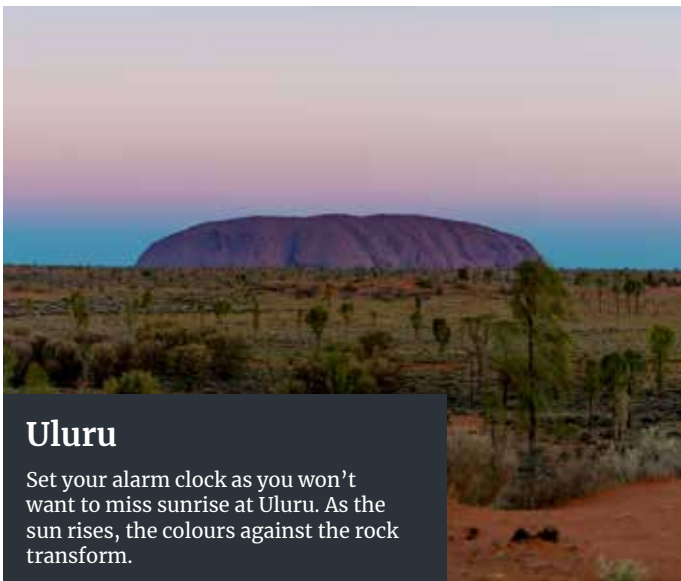 Uluru
Set your alarm clock as you won’t
want to miss sunrise at Uluru. As the
sun rises, the colours against the rock
transform.